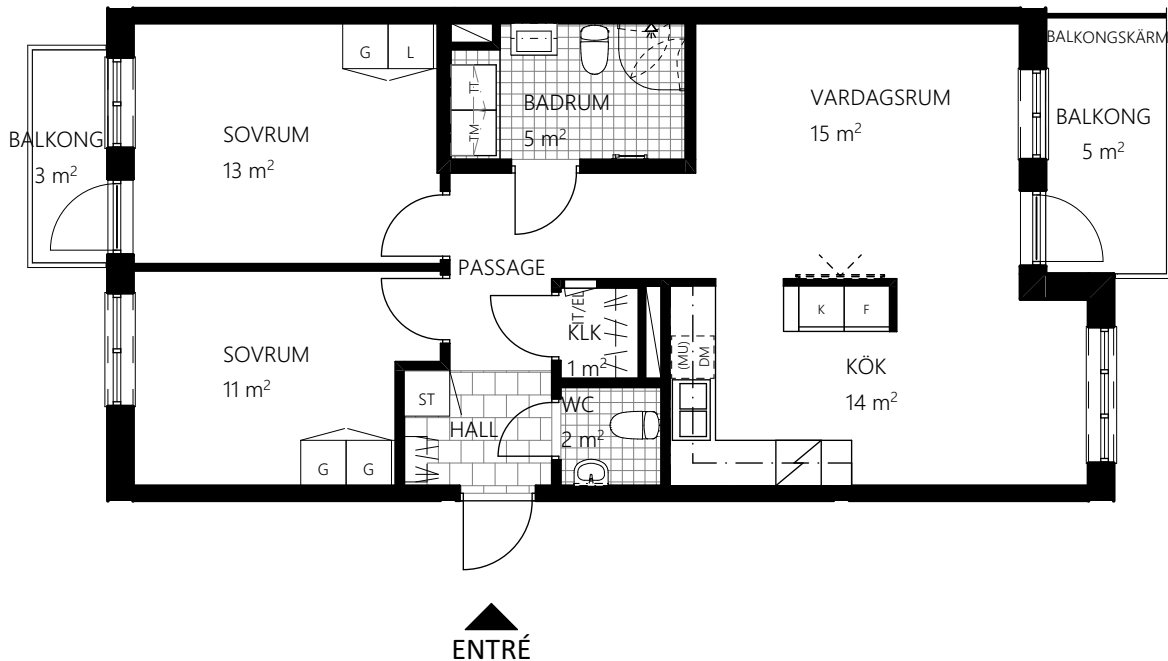 BALKONGSKÄRM
G L
BALKONG
3 m²
SOVRUM
13 m²
TT
TM
BADRUM
5 m²
VARDAGSRUM
15 m²
BALKONG
5 m²
PASSAGE
SOVRUM
11 m²
G G
ST
HALL
IT/EL
KLK
1 m²
WC
2 m²
(MU)
DM
K F
KÖK
14 m²
ENTRÉ